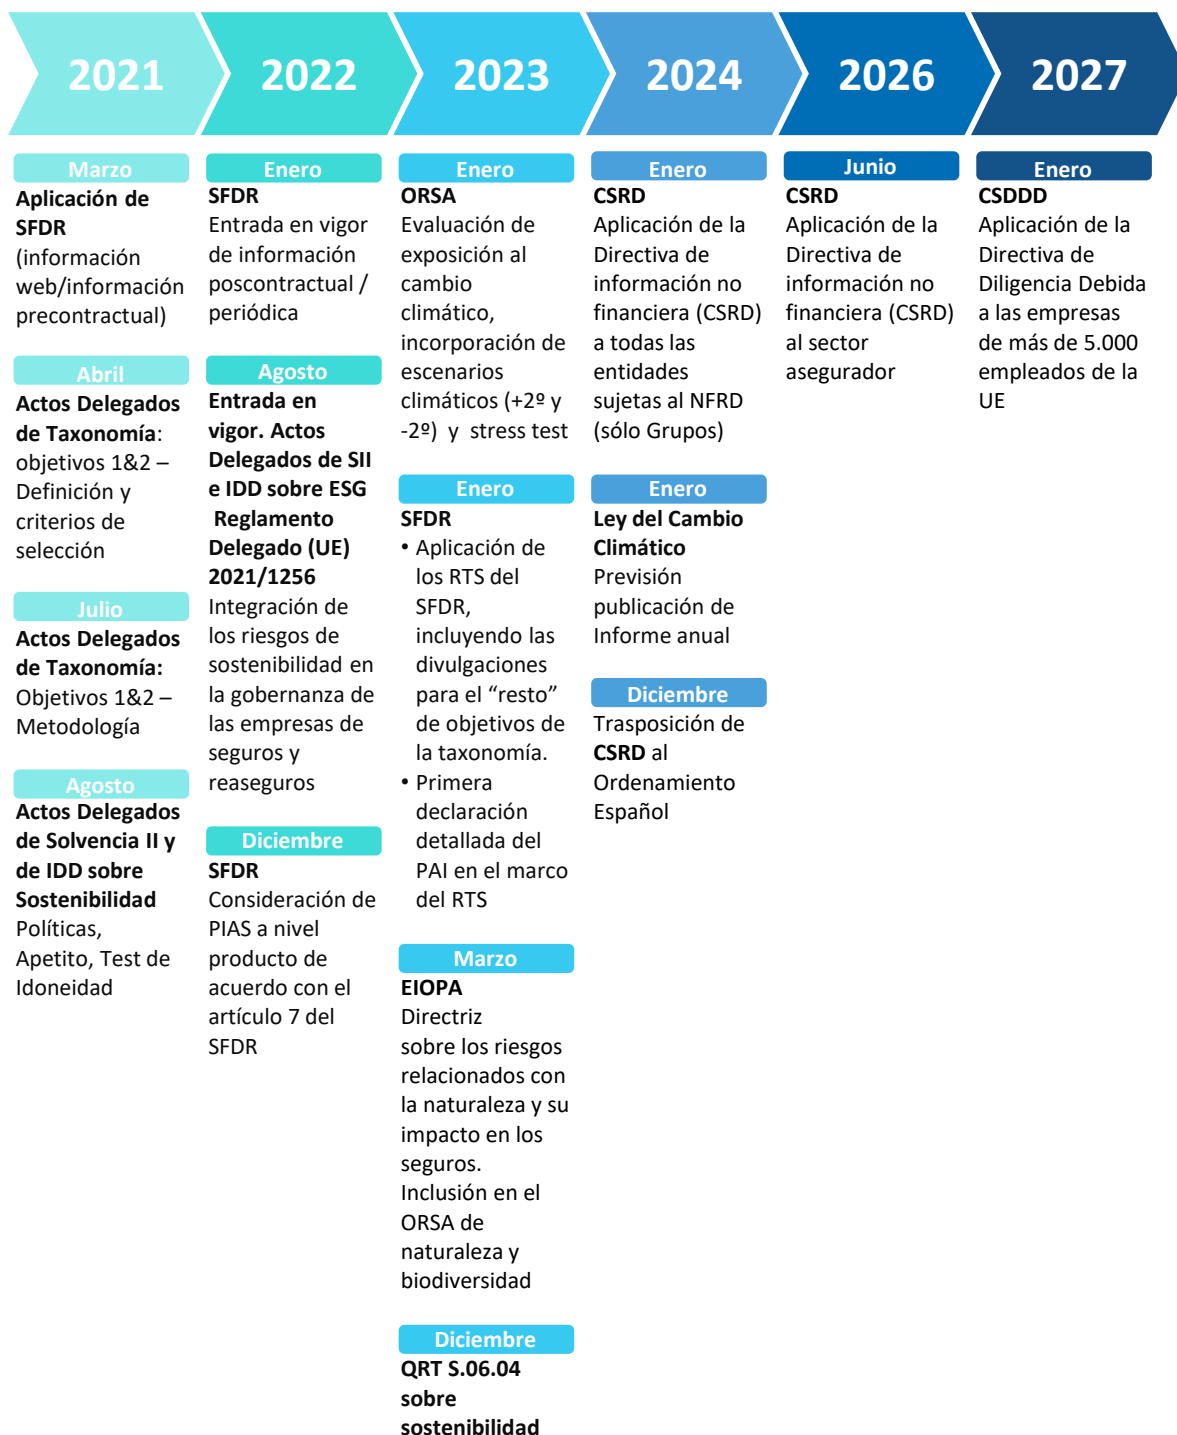 2021
2022
2023
2024
2026
2027
Marzo
Aplicación de
SFDR
(información
web/información
precontractual)
Abril
Actos Delegados
de Taxonomía:
objetivos 1&2 –
Definición y
criterios de
selección
Julio
Actos Delegados
de Taxonomía:
Objetivos 1&2 –
Metodología
Agosto
Actos Delegados
de Solvencia II y
de IDD sobre
Sostenibilidad
Políticas,
Apetito, Test de
Idoneidad
Enero
SFDR
Entrada en vigor
de información
poscontractual /
periódica
Agosto
Entrada en
vigor. Actos
Delegados de SII
e IDD sobre ESG
Reglamento
Delegado (UE)
2021/1256
Integración de
los riesgos de
sostenibilidad en
la gobernanza de
las empresas de
seguros y
reaseguros
Diciembre
SFDR
Consideración de
PIAS a nivel
producto de
acuerdo con el
artículo 7 del
SFDR
Enero
ORSA
Evaluación de
exposición al
cambio
climático,
incorporación de
escenarios
climáticos (+2º y
-2º) y stress test
Enero
SFDR
• Aplicación de
los RTS del
SFDR,
incluyendo las
divulgaciones
para el “resto”
de objetivos de
la taxonomía.
• Primera
declaración
detallada del
PAI en el marco
del RTS
Marzo
EIOPA
Directriz
sobre los riesgos
relacionados con
la naturaleza y su
impacto en los
seguros.
Inclusión en el
ORSA de
naturaleza y
biodiversidad
Diciembre
QRT S.06.04
sobre
sostenibilidad
Enero
CSRD
Aplicación de la
Directiva de
información no
financiera (CSRD)
a todas las
entidades
sujetas al NFRD
(sólo Grupos)
Enero
Ley del Cambio
Climático
Previsión
publicación de
Informe anual
Diciembre
Trasposición de
CSRD al
Ordenamiento
Español
Junio
CSRD
Aplicación de la
Directiva de
información no
financiera (CSRD)
al sector
asegurador
Enero
CSDDD
Aplicación de la
Directiva de
Diligencia Debida
a las empresas
de más de 5.000
empleados de la
UE